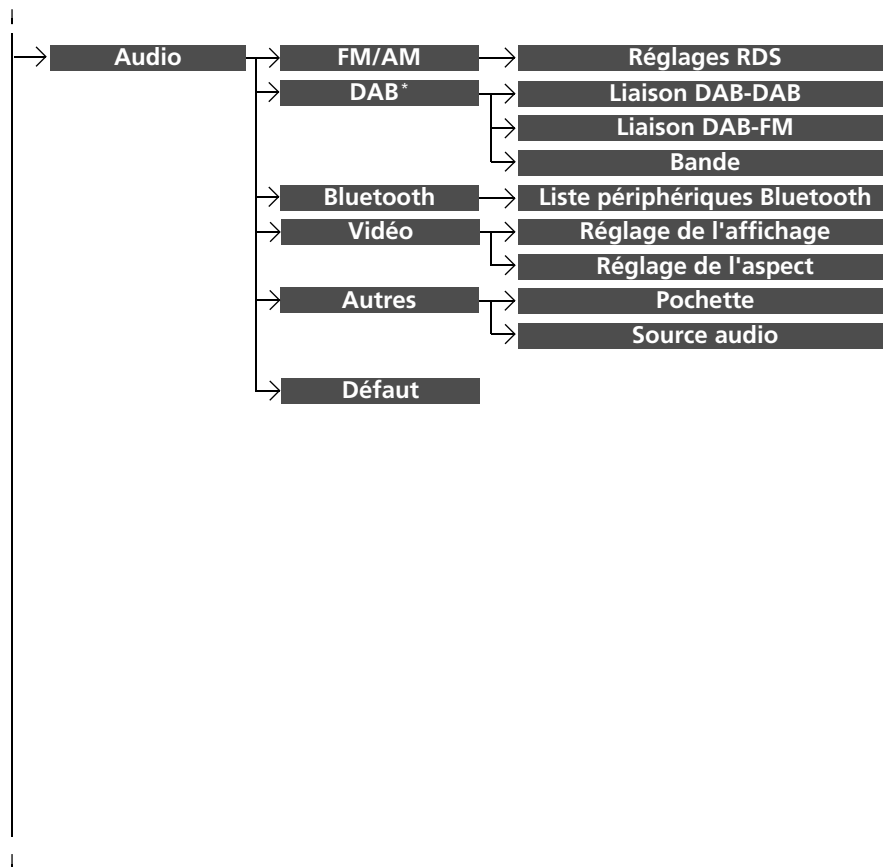 Audio
FM/AM
Réglages RDS
DAB*
Liaison DAB-DAB
Liaison DAB-FM
Bande
Bluetooth
Liste périphériques Bluetooth
Vidéo
Réglage de l'affichage
Réglage de l'aspect
Autres
Pochette
Source audio
Défaut